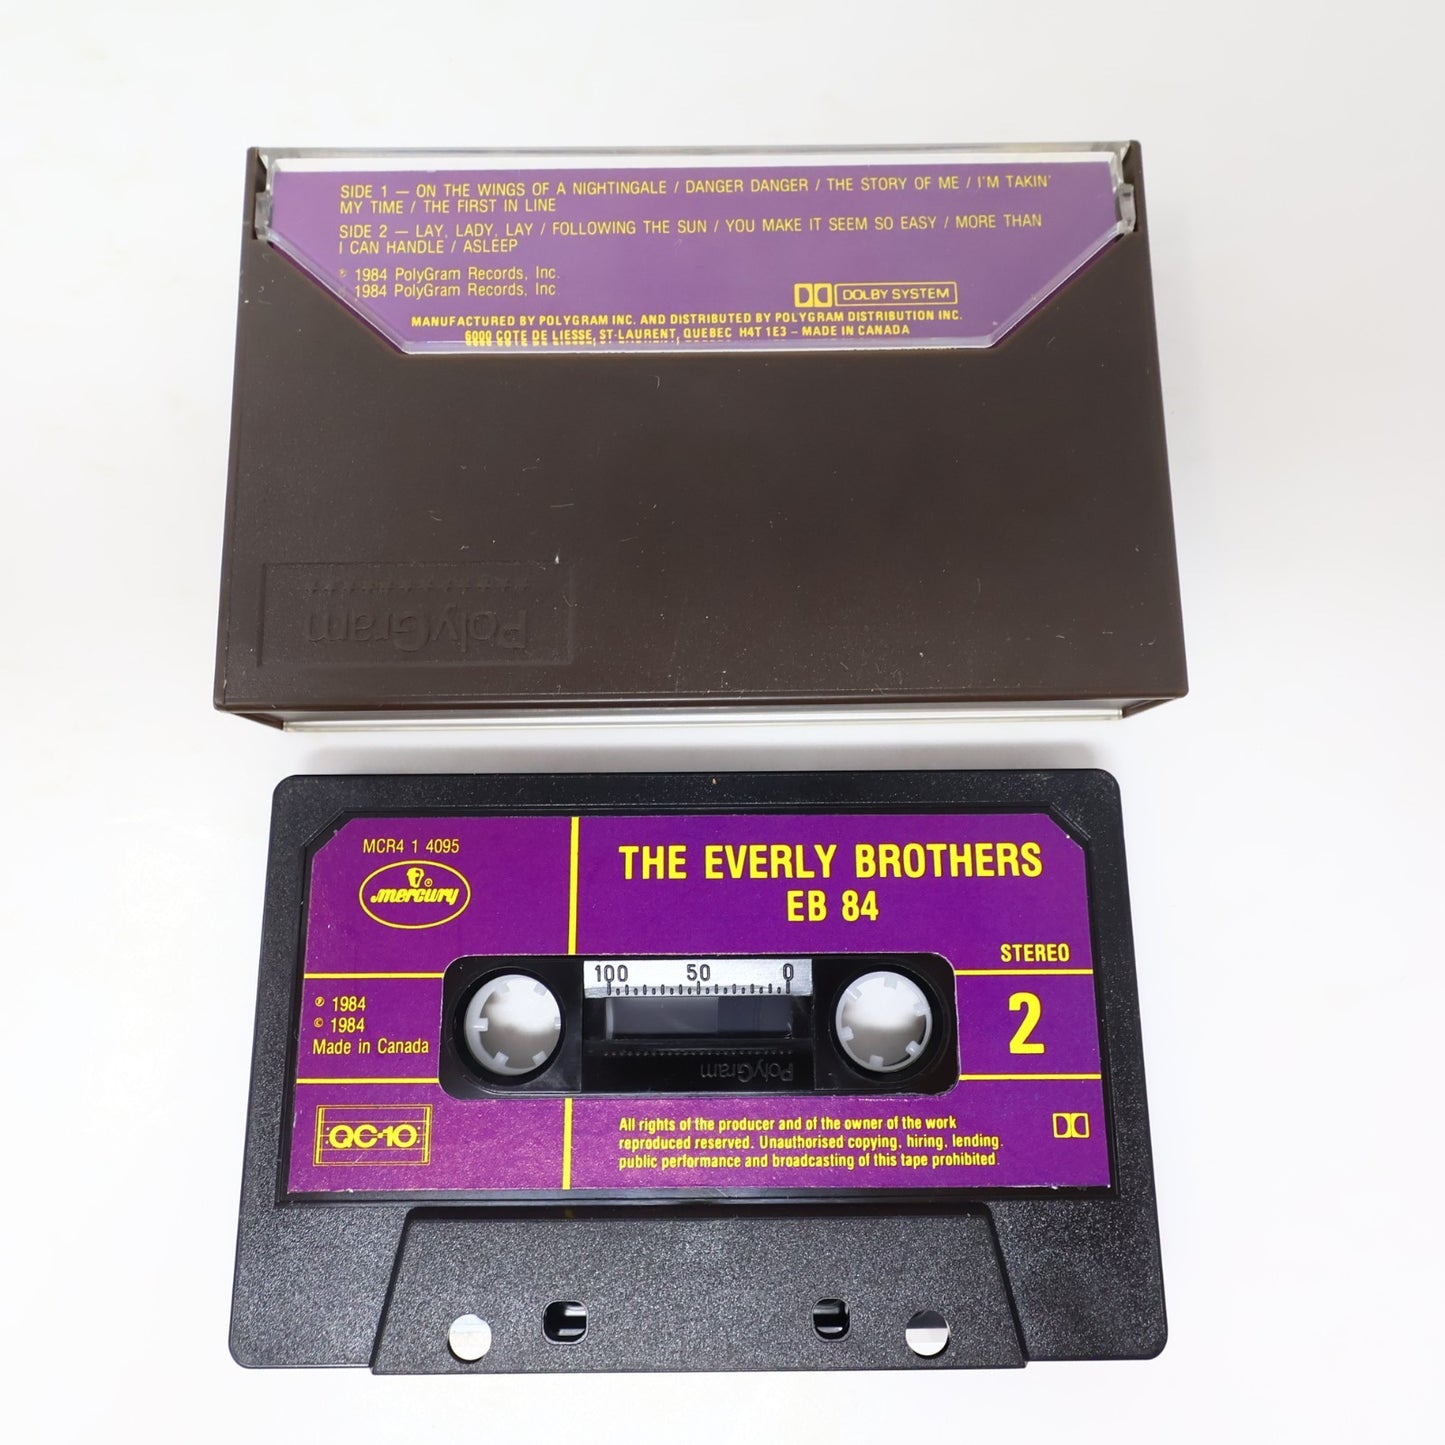 SIDE 1 — ON THE WINGS OF A NIGHTINGALE / DANGER DANGER / THE STORY OF ME / I'M TAKIN'
MY TIME / THE FIRST IN LINE
SIDE 2 — LAY, LADY, LAY / FOLLOWING THE SUN / YOU MAKE IT SEEM SO EASY / MORE THAN
I CAN HANDLE / ASLEEP
℗ 1984 PolyGram Records, Inc.
1984 PolyGram Records, Inc
DOLBY SYSTEM
MANUFACTURED BY POLYGRAM INC. AND DISTRIBUTED BY POLYGRAM DISTRIBUTION INC.
6000 COTE DE LIESSE, ST-LAURENT, QUEBEC H4T 1E3 – MADE IN CANADA
PolyGram
MCR4 1 4095
mercury ®
THE EVERLY BROTHERS
EB 84
STEREO
2
100 50 0
PolyGram
℗ 1984
© 1984
Made in Canada
QC-10
All rights of the producer and of the owner of the work
reproduced reserved. Unauthorised copying, hiring, lending.
public performance and broadcasting of this tape prohibited.